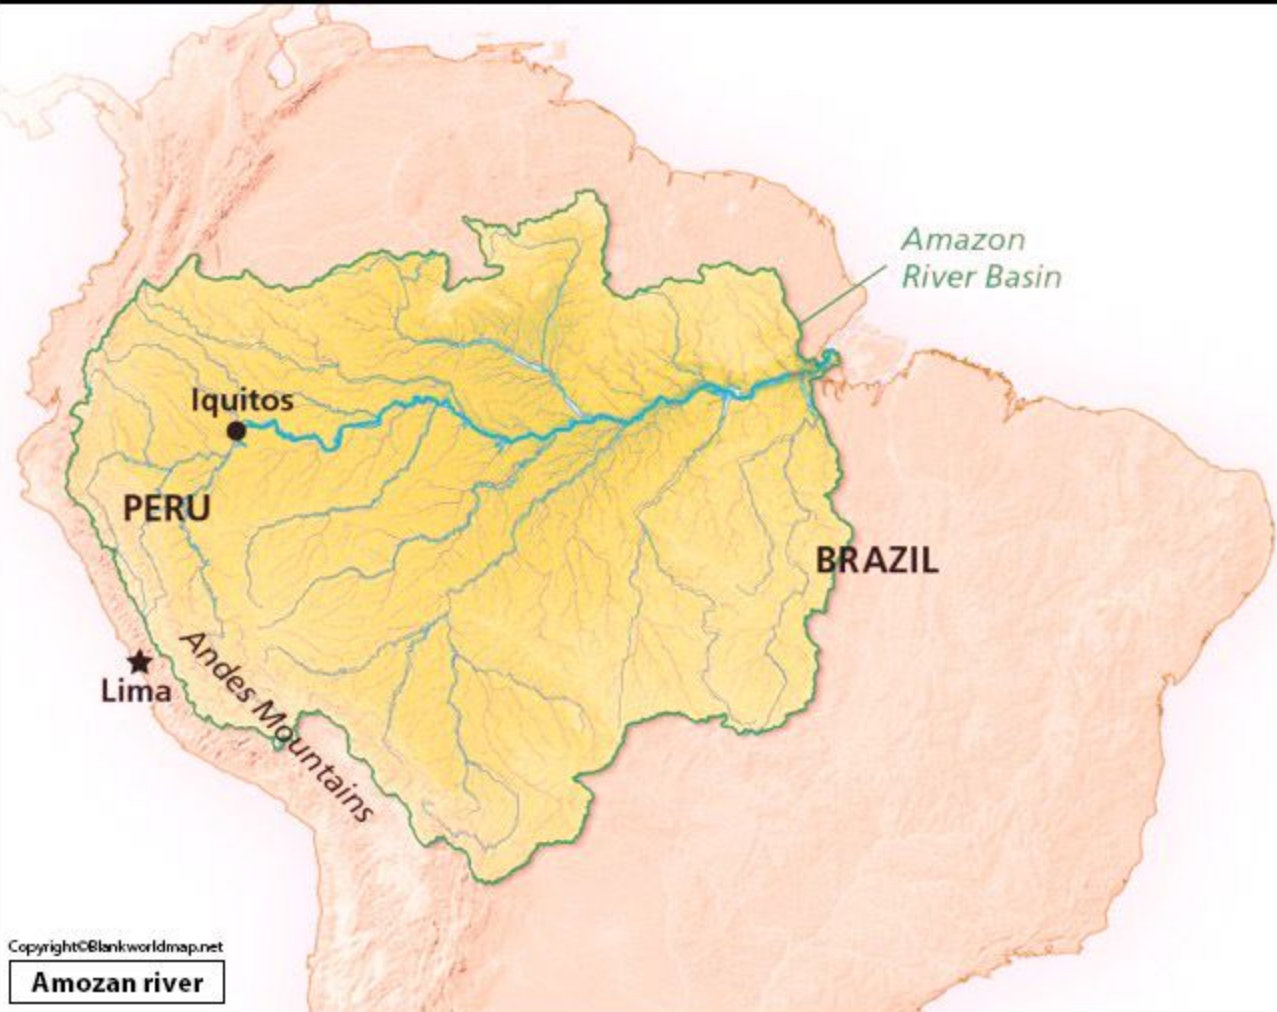 Amazon
River Basin
Iquitos
PERU
BRAZIL
Lima
Andes Mountains
Copyright©Blankworldmap.net
Amozan river